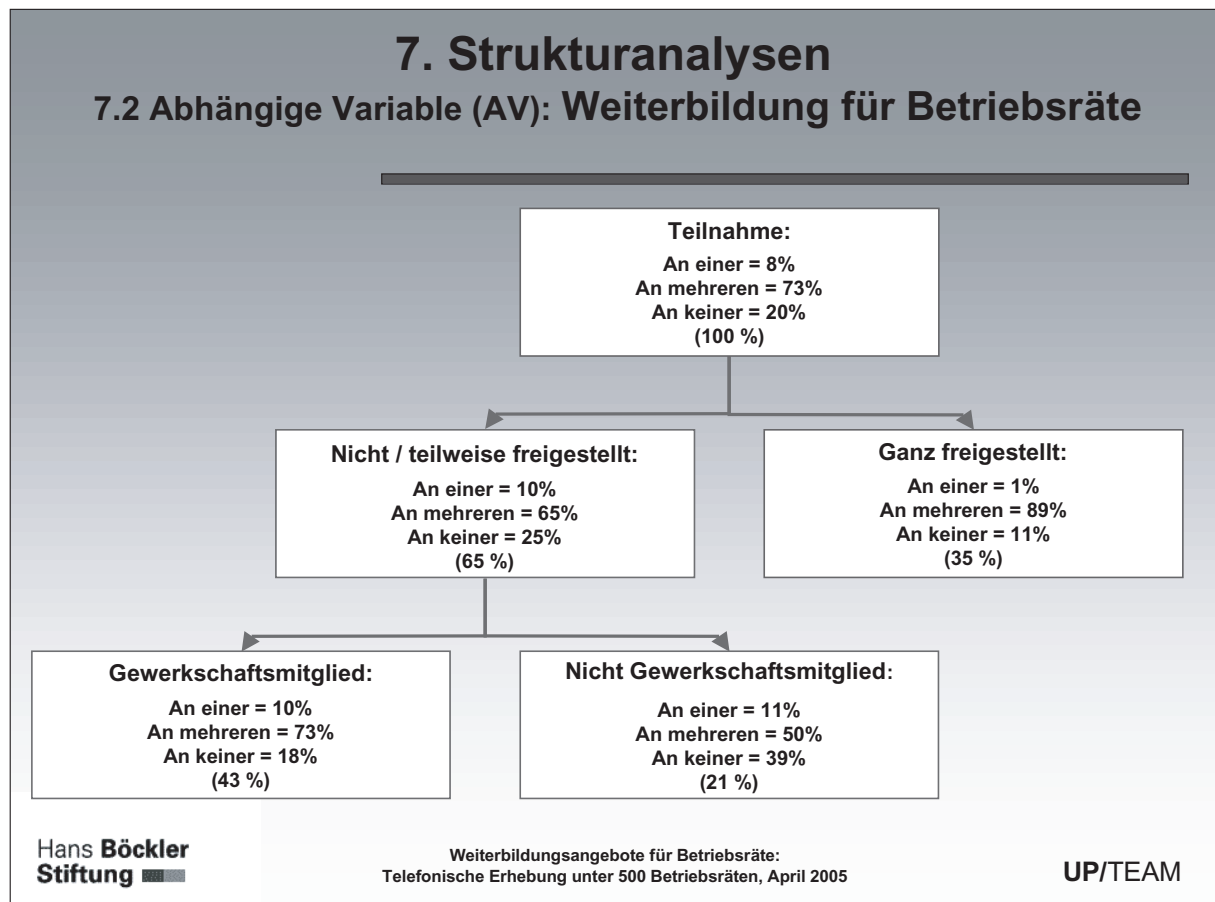 7. Strukturanalysen
7.2 Abhängige Variable (AV): Weiterbildung für Betriebsräte
Teilnahme:
An einer = 8%
An mehreren = 73%
An keiner = 20%
(100 %)
Nicht / teilweise freigestellt:
An einer = 10%
An mehreren = 65%
An keiner = 25%
(65 %)
Ganz freigestellt:
An einer = 1%
An mehreren = 89%
An keiner = 11%
(35 %)
Gewerkschaftsmitglied:
An einer = 10%
An mehreren = 73%
An keiner = 18%
(43 %)
Nicht Gewerkschaftsmitglied:
An einer = 11%
An mehreren = 50%
An keiner = 39%
(21 %)
Hans Böckler
Stiftung
Weiterbildungsangebote für Betriebsräte:
Telefonische Erhebung unter 500 Betriebsräten, April 2005
UP/TEAM